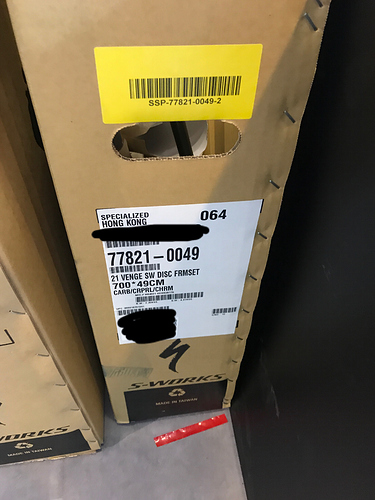 SSP-77821-0049-2
SPECIALIZED
HONG KONG
064
77821-0049
21 VENGE SW DISC FRMSET
700*49CM
CARB/CRPRL/CHRM
S-WORKS
MADE IN TAIWAN
WORKS
MADE IN TAIWAN